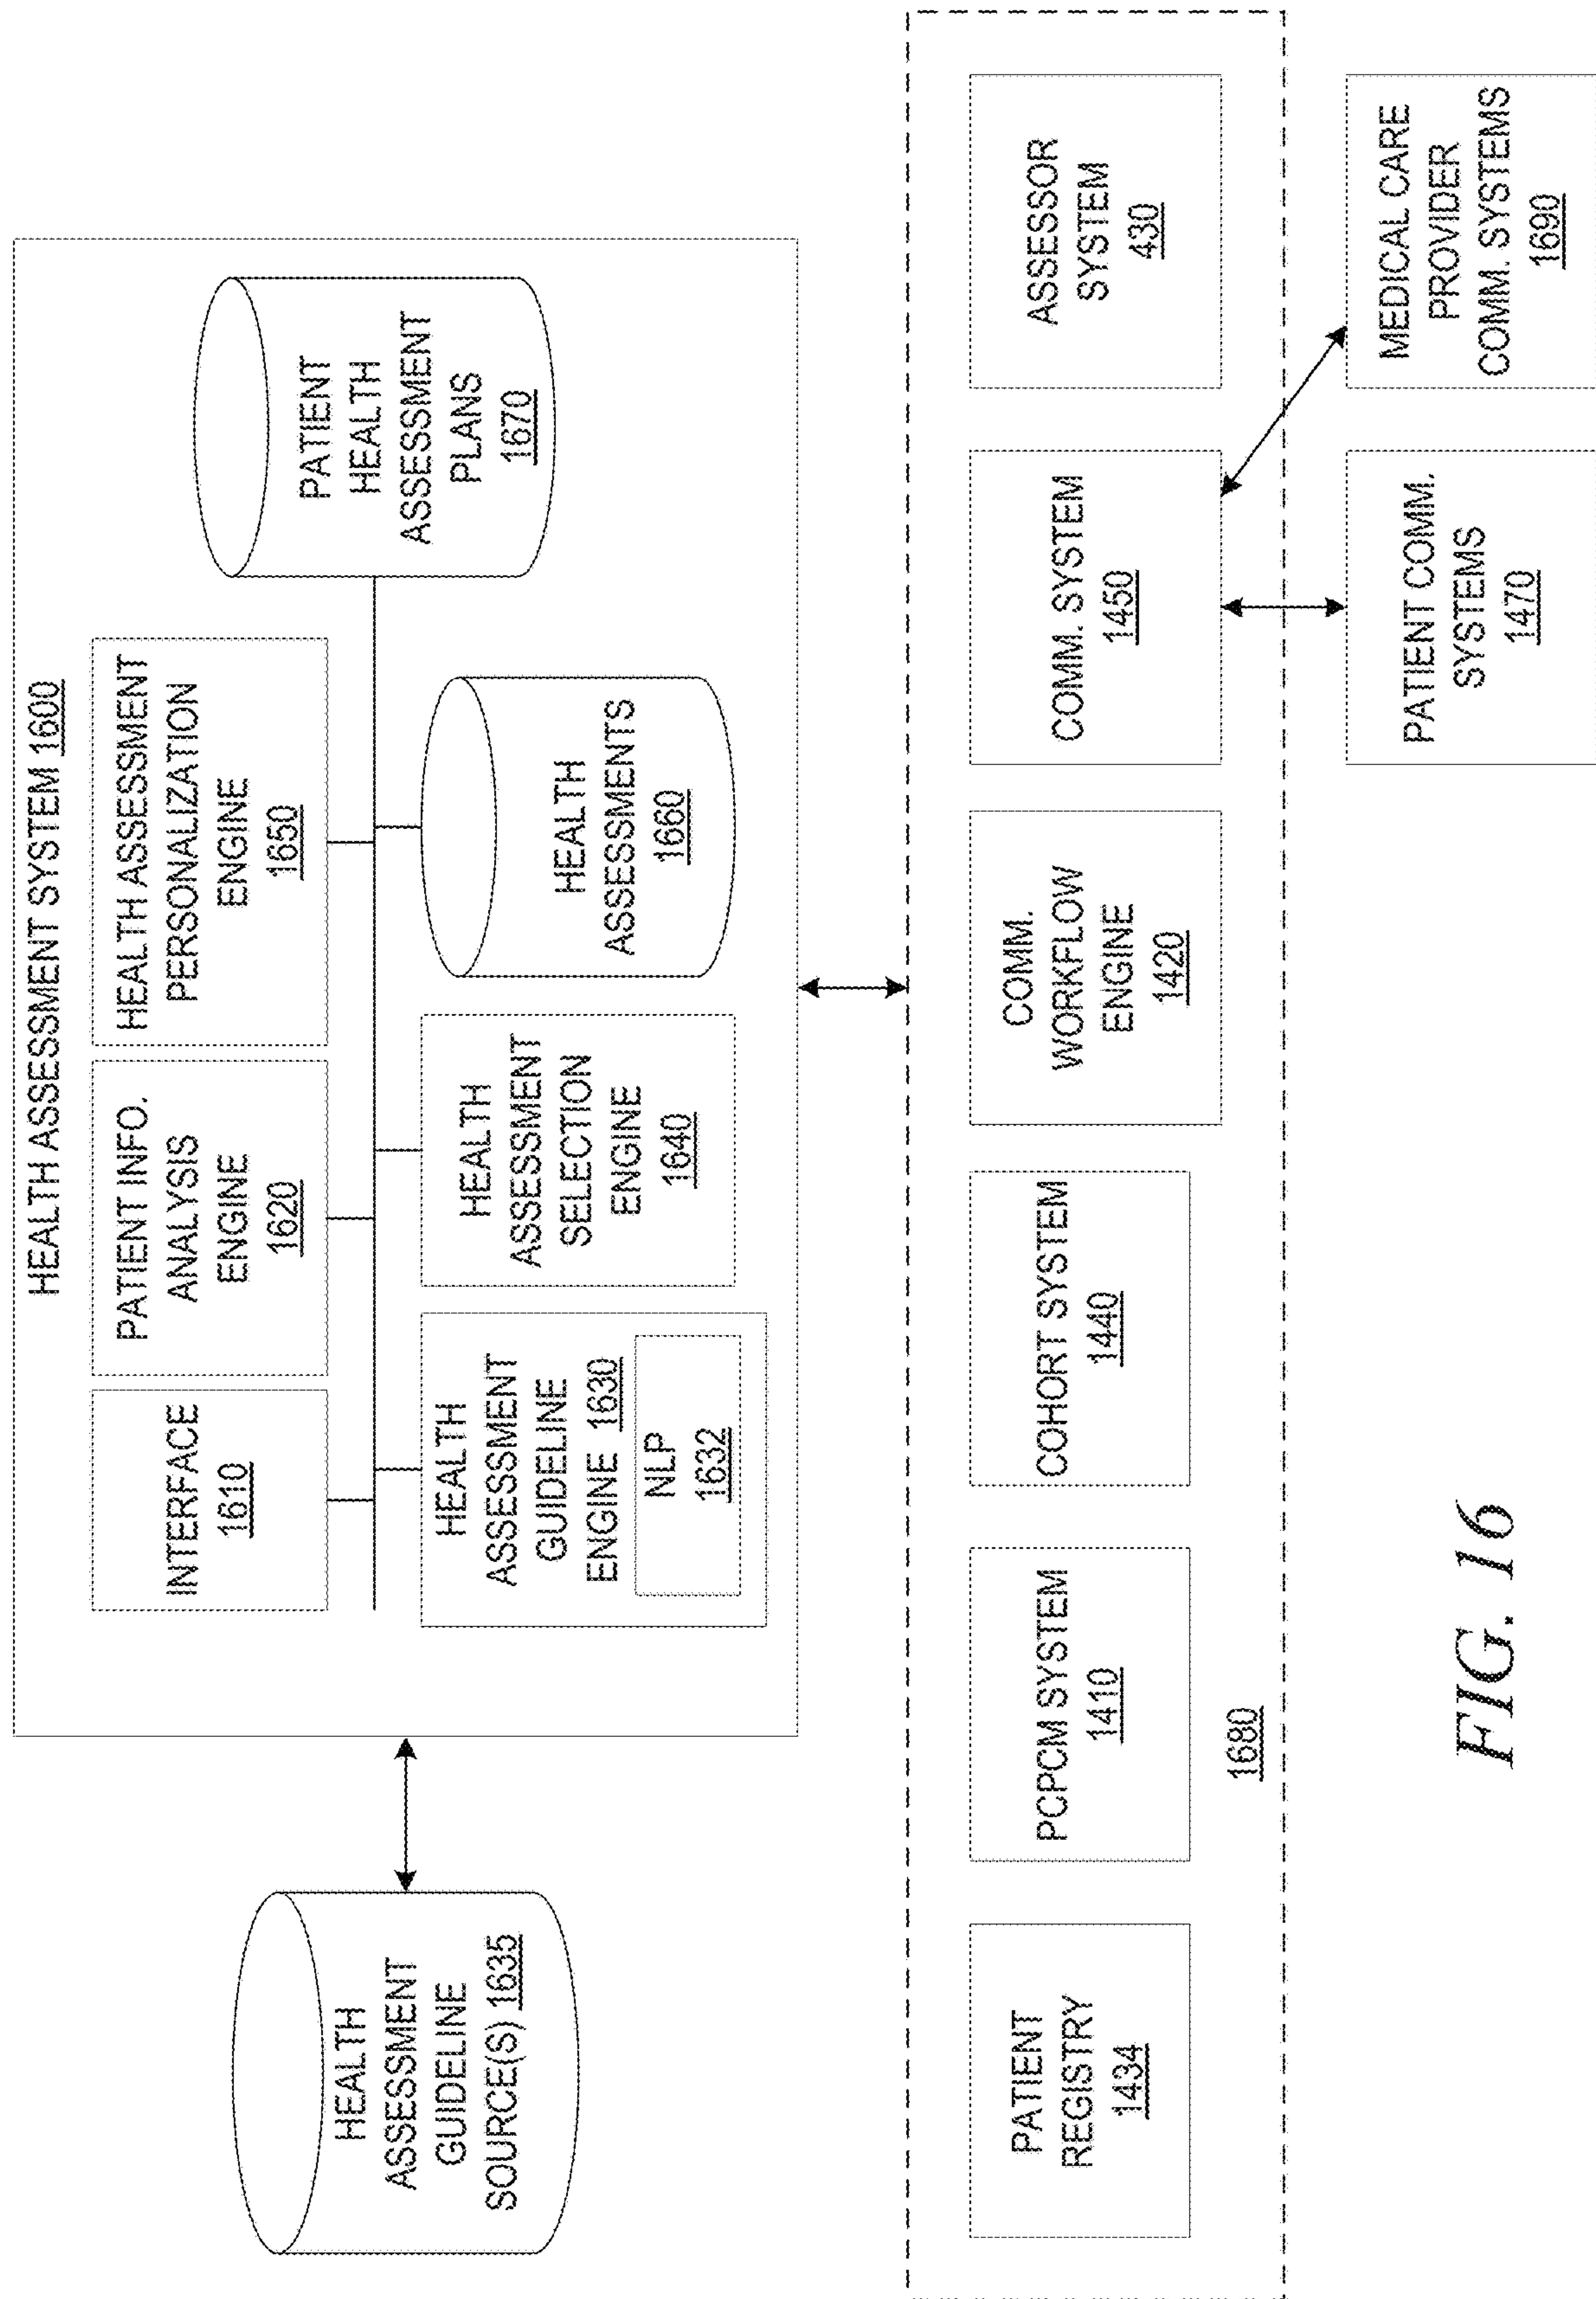 HEALTH ASSESSMENT SYSTEM 1600
INTERFACE
1610
PATIENT INFO.
ANALYSIS
ENGINE
1620
HEALTH ASSESSMENT
PERSONALIZATION
ENGINE
1650
PATIENT
HEALTH
ASSESSMENT
PLANS
1670
HEALTH
ASSESSMENT
GUIDELINE
SOURCE(S) 1635
HEALTH
ASSESSMENT
GUIDELINE
ENGINE 1630
NLP
1632
HEALTH
ASSESSMENT
SELECTION
ENGINE
1640
HEALTH
ASSESSMENTS
1660
PATIENT
REGISTRY
1434
PCPCM SYSTEM
1410
COHORT SYSTEM
1440
COMM.
WORKFLOW
ENGINE
1420
COMM. SYSTEM
1450
ASSESSOR
SYSTEM
430
1680
PATIENT COMM.
SYSTEMS
1470
MEDICAL CARE
PROVIDER
COMM. SYSTEMS
1690
FIG. 16